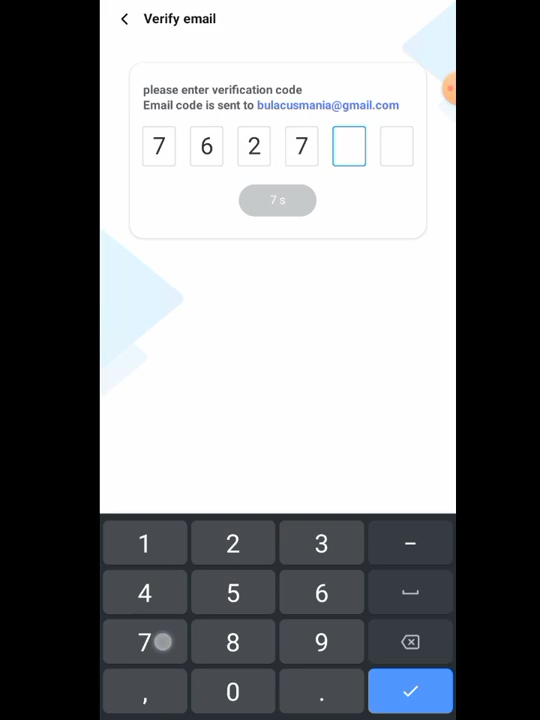 Verify email
please enter verification code
Email code is sent to bulacusmania@gmail.com
7 6 2 7
7 s
1 2 3 -
4 5 6
7 8 9
, 0 .